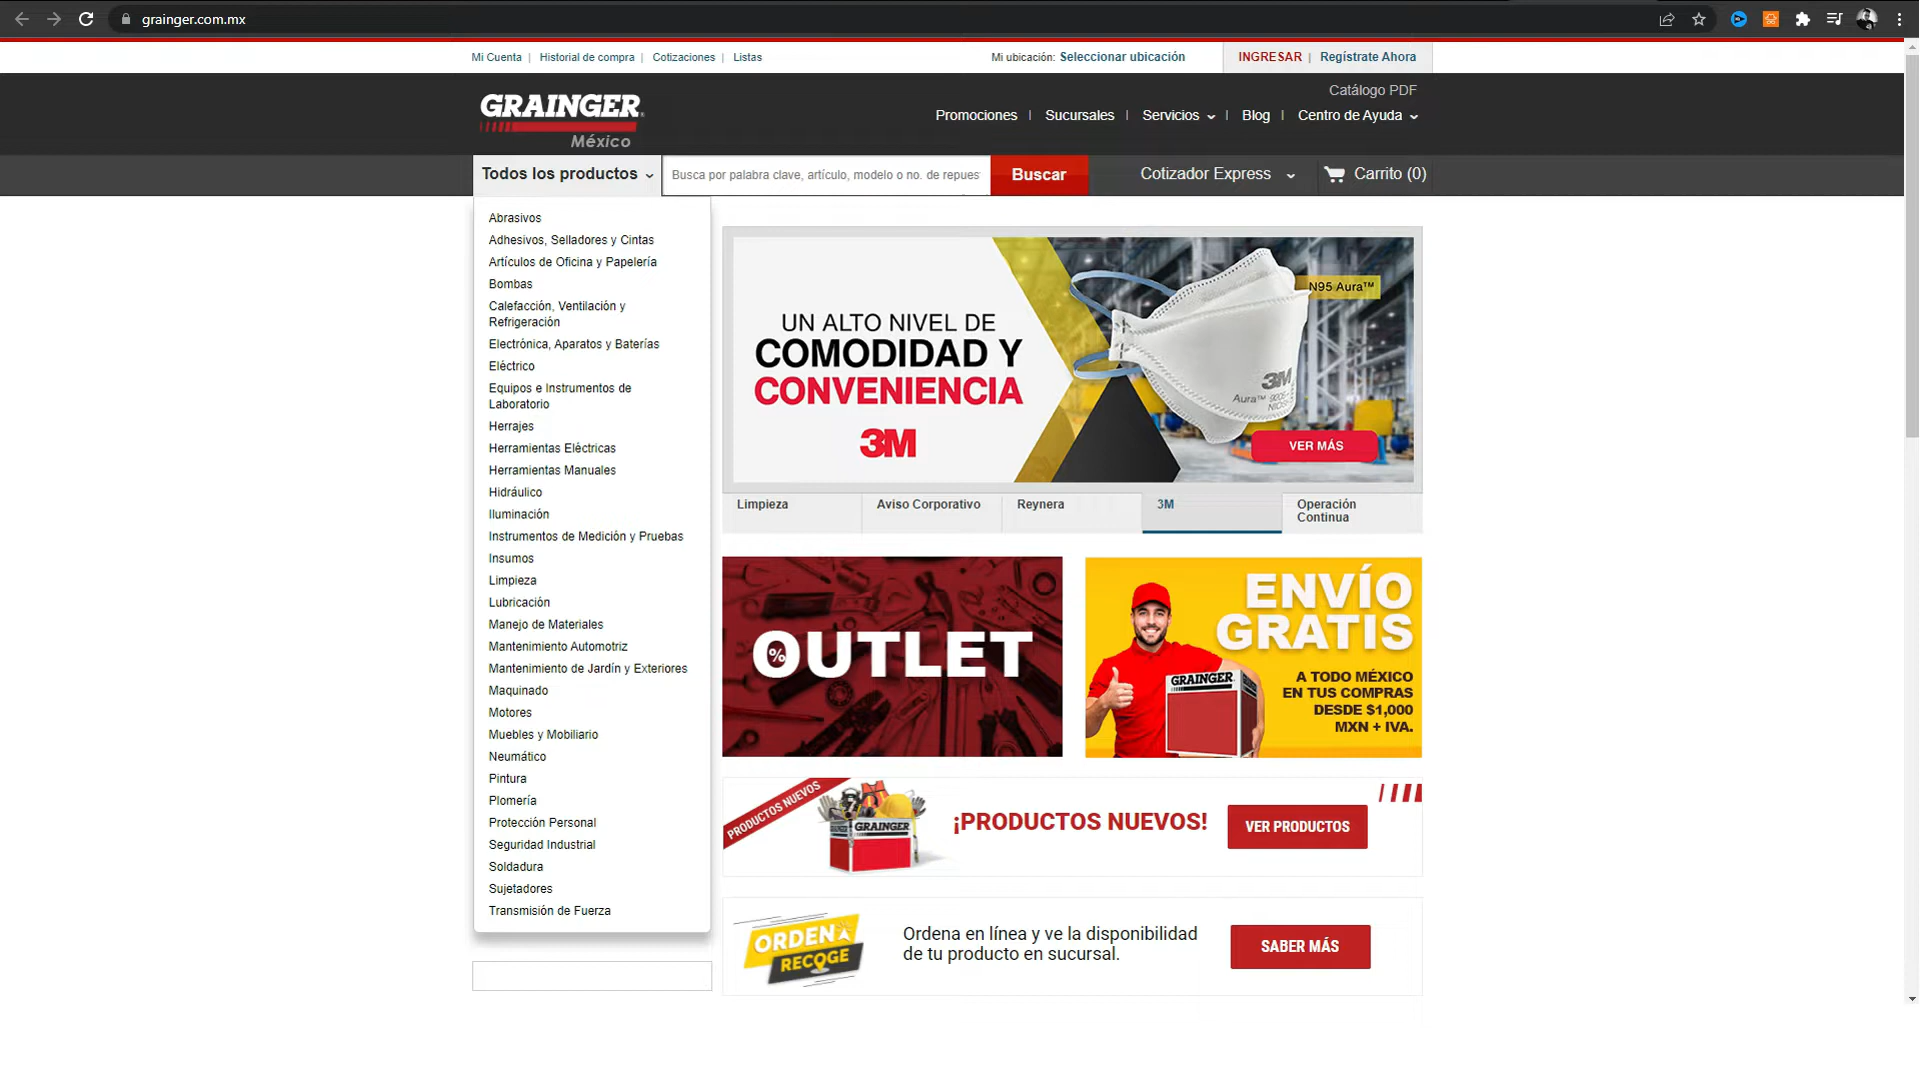 grainger.com.mx
Mi Cuenta | Historial de compra | Cotizaciones | Listas
Mi ubicación: Seleccionar ubicación
INGRESAR | Regístrate Ahora
GRAINGER
México
Catálogo PDF
Promociones | Sucursales | Servicios | Blog | Centro de Ayuda
Todos los productos
Busca por palabra clave, artículo, modelo o no. de repues
Buscar
Cotizador Express
Carrito (0)
Abrasivos
Adhesivos, Selladores y Cintas
Artículos de Oficina y Papelería
Bombas
Calefacción, Ventilación y
Refrigeración
Electrónica, Aparatos y Baterías
Eléctrico
Equipos e Instrumentos de
Laboratorio
Herrajes
Herramientas Eléctricas
Herramientas Manuales
Hidráulico
Iluminación
Instrumentos de Medición y Pruebas
Insumos
Limpieza
Lubricación
Manejo de Materiales
Mantenimiento Automotriz
Mantenimiento de Jardín y Exteriores
Maquinado
Motores
Muebles y Mobiliario
Neumático
Pintura
Plomería
Protección Personal
Seguridad Industrial
Soldadura
Sujetadores
Transmisión de Fuerza
UN ALTO NIVEL DE
COMODIDAD Y
CONVENIENCIA
3M
N95 Aura™
3M
Aura™
VER MÁS
Limpieza
Aviso Corporativo
Reynera
3M
Operación
Continua
OUTLET
%
ENVÍO
GRATIS
A TODO MÉXICO
EN TUS COMPRAS
DESDE $1,000
MXN + IVA.
GRAINGER
PRODUCTOS NUEVOS
GRAINGER
¡PRODUCTOS NUEVOS!
VER PRODUCTOS
ORDENA
RECOGE
Ordena en línea y ve la disponibilidad
de tu producto en sucursal.
SABER MÁS